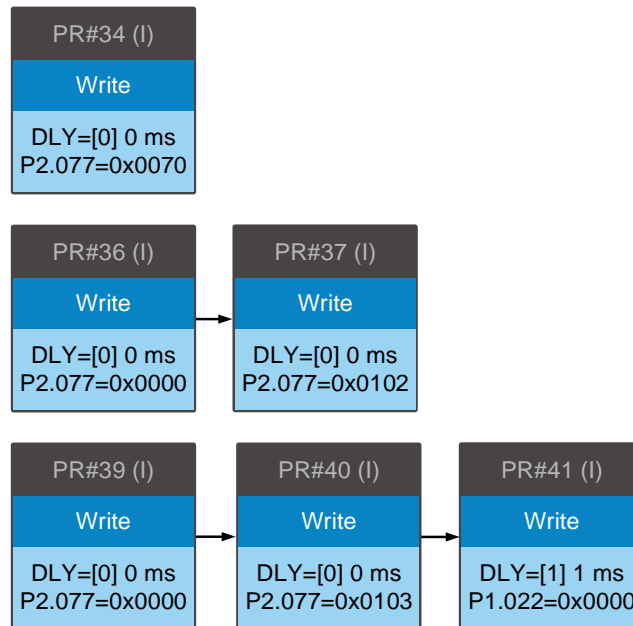 PR#34 (I)
Write
DLY=[0] 0 ms
P2.077=0x0070
PR#36 (I)
Write
DLY=[0] 0 ms
P2.077=0x0000
PR#37 (I)
Write
DLY=[0] 0 ms
P2.077=0x0102
PR#39 (I)
Write
DLY=[0] 0 ms
P2.077=0x0000
PR#40 (I)
Write
DLY=[0] 0 ms
P2.077=0x0103
PR#41 (I)
Write
DLY=[1] 1 ms
P1.022=0x0000